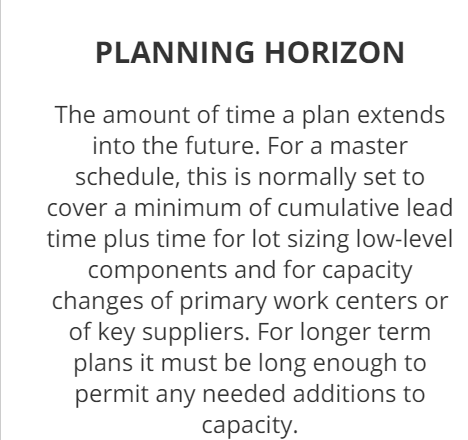 PLANNING HORIZON
The amount of time a plan extends
into the future. For a master
schedule, this is normally set to
cover a minimum of cumulative lead
time plus time for lot sizing low-level
components and for capacity
changes of primary work centers or
of key suppliers. For longer term
plans it must be long enough to
permit any needed additions to
capacity.